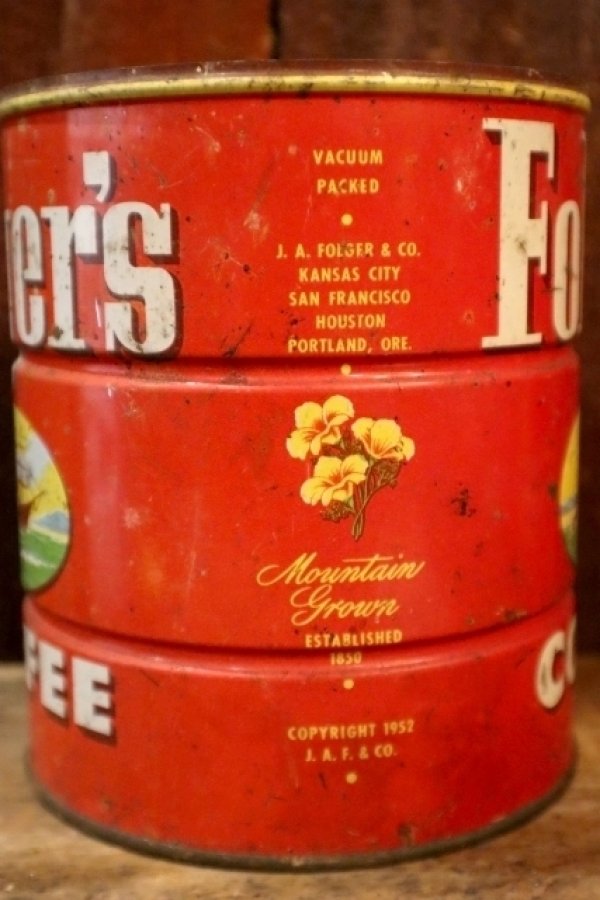 er's
Fo
VACUUM
PACKED
J. A. FOLGER & CO.
KANSAS CITY
SAN FRANCISCO
HOUSTON
PORTLAND, ORE.
Mountain
Grown
ESTABLISHED
1850
FEE
CO
COPYRIGHT 1952
J. A. F. & CO.